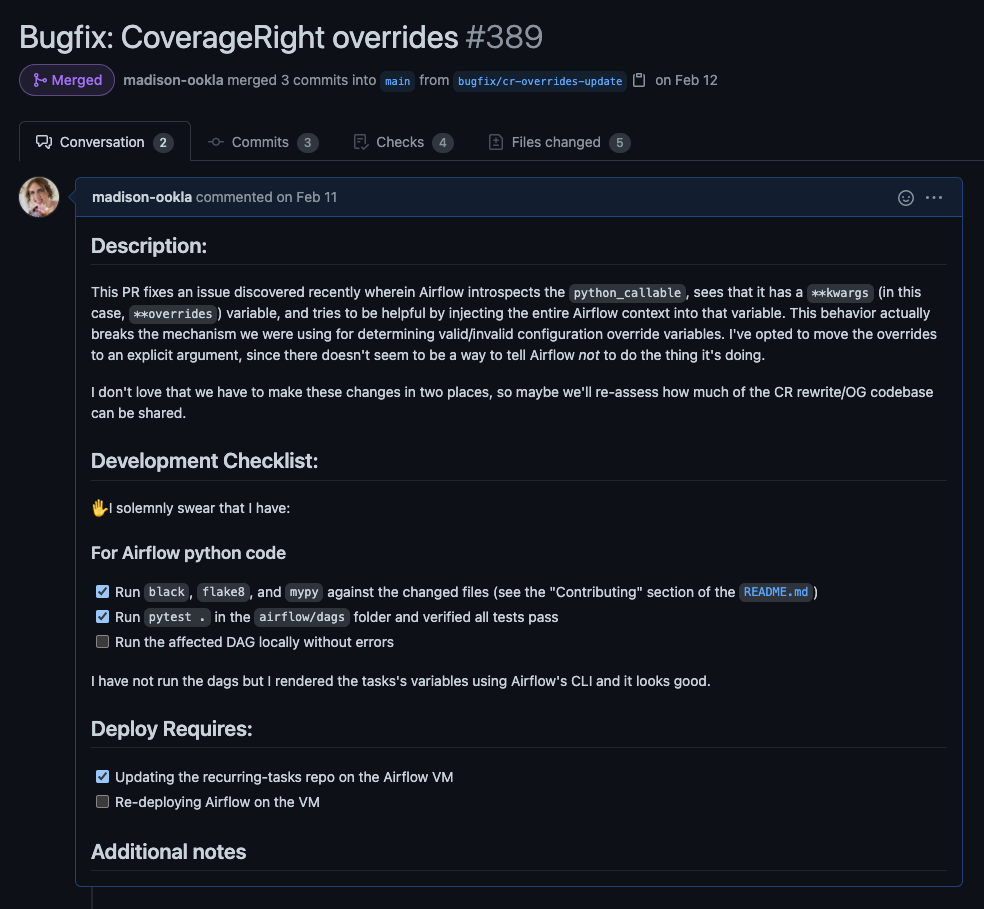 Bugfix: CoverageRight overrides #389
Merged madison-ookla merged 3 commits into main from bugfix/cr-overrides-update on Feb 12
Conversation 2 Commits 3 Checks 4 Files changed 5
madison-ookla commented on Feb 11
Description:
This PR fixes an issue discovered recently wherein Airflow introspects the python_callable, sees that it has a **kwargs (in this
case, **overrides) variable, and tries to be helpful by injecting the entire Airflow context into that variable. This behavior actually
breaks the mechanism we were using for determining valid/invalid configuration override variables. I've opted to move the overrides
to an explicit argument, since there doesn't seem to be a way to tell Airflow not to do the thing it's doing.
I don't love that we have to make these changes in two places, so maybe we'll re-assess how much of the CR rewrite/OG codebase
can be shared.
Development Checklist:
🖐I solemnly swear that I have:
For Airflow python code
Run black, flake8, and mypy against the changed files (see the "Contributing" section of the README.md)
Run pytest . in the airflow/dags folder and verified all tests pass
Run the affected DAG locally without errors
I have not run the dags but I rendered the tasks's variables using Airflow's CLI and it looks good.
Deploy Requires:
Updating the recurring-tasks repo on the Airflow VM
Re-deploying Airflow on the VM
Additional notes